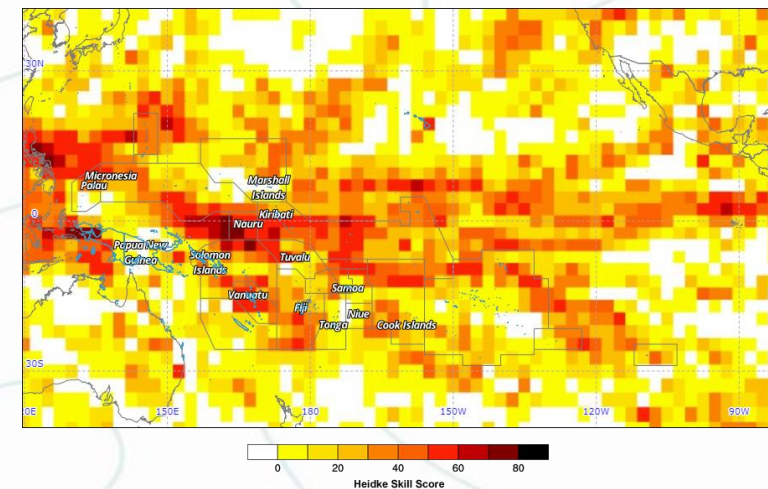 30N
Micronesia
Palau
Marshall
Islands
0
Kiribati
Nauru
Papua New
Guinea
Solomon
Islands
Tuvalu
Vanuatu
Samoa
Fiji
Niue
Tonga
Cook Islands
30S
20E
150E
180
150W
120W
90W
0
20
40
60
80
Heidke Skill Score